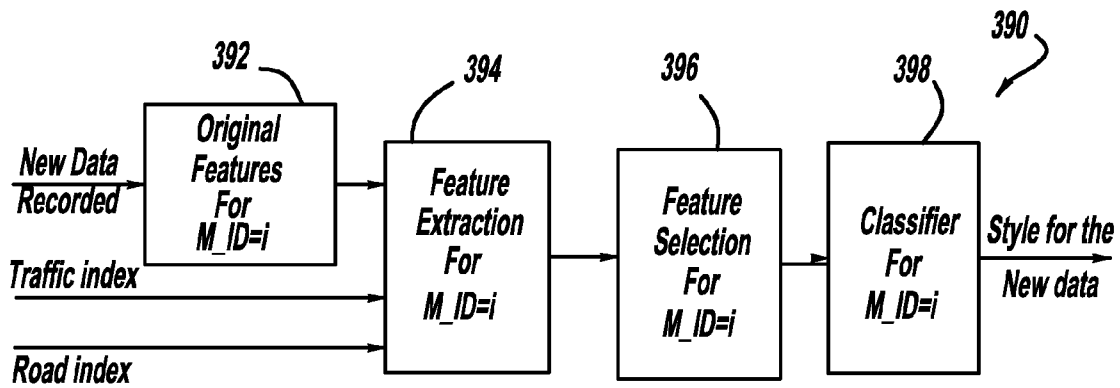 390
392
394
396
398
New Data
Recorded
Original
Features
For
M_ID=i
Traffic index
Road index
Feature
Extraction
For
M_ID=i
Feature
Selection
For
M_ID=i
Classifier
For
M_ID=i
Style for the
New data